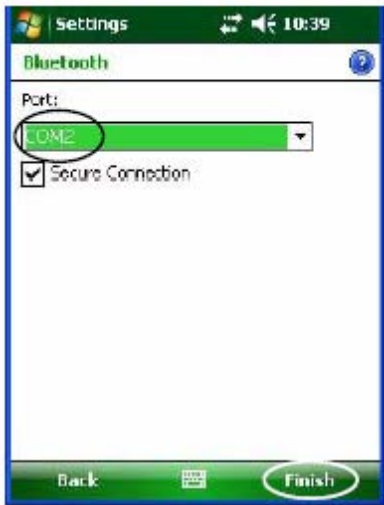 Settings 10:39
Bluetooth
Port:
COM2
Secure Connection
Back Finish